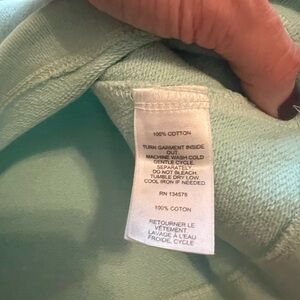 100% COTTON
TURN GARMENT INSIDE
OUT.
MACHINE WASH COLD
GENTLE CYCLE.
SEPARATELY.
DO NOT BLEACH.
TUMBLE DRY LOW.
COOL IRON IF NEEDED
RN 134578
100% COTON
RETOURNER LE
VÊTEMENT
LAVAGE À L'EAU
FROIDE, CYCLE